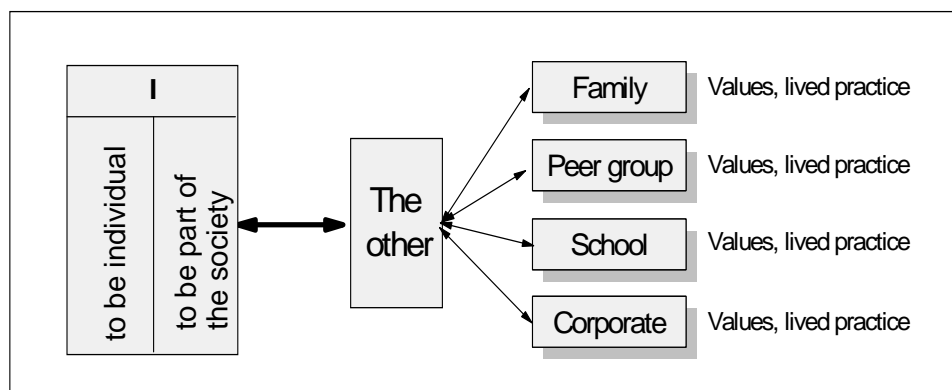 I
to be individual
to be part of
the society
The
other
Family
Values, lived practice
Peer group
Values, lived practice
School
Values, lived practice
Corporate
Values, lived practice